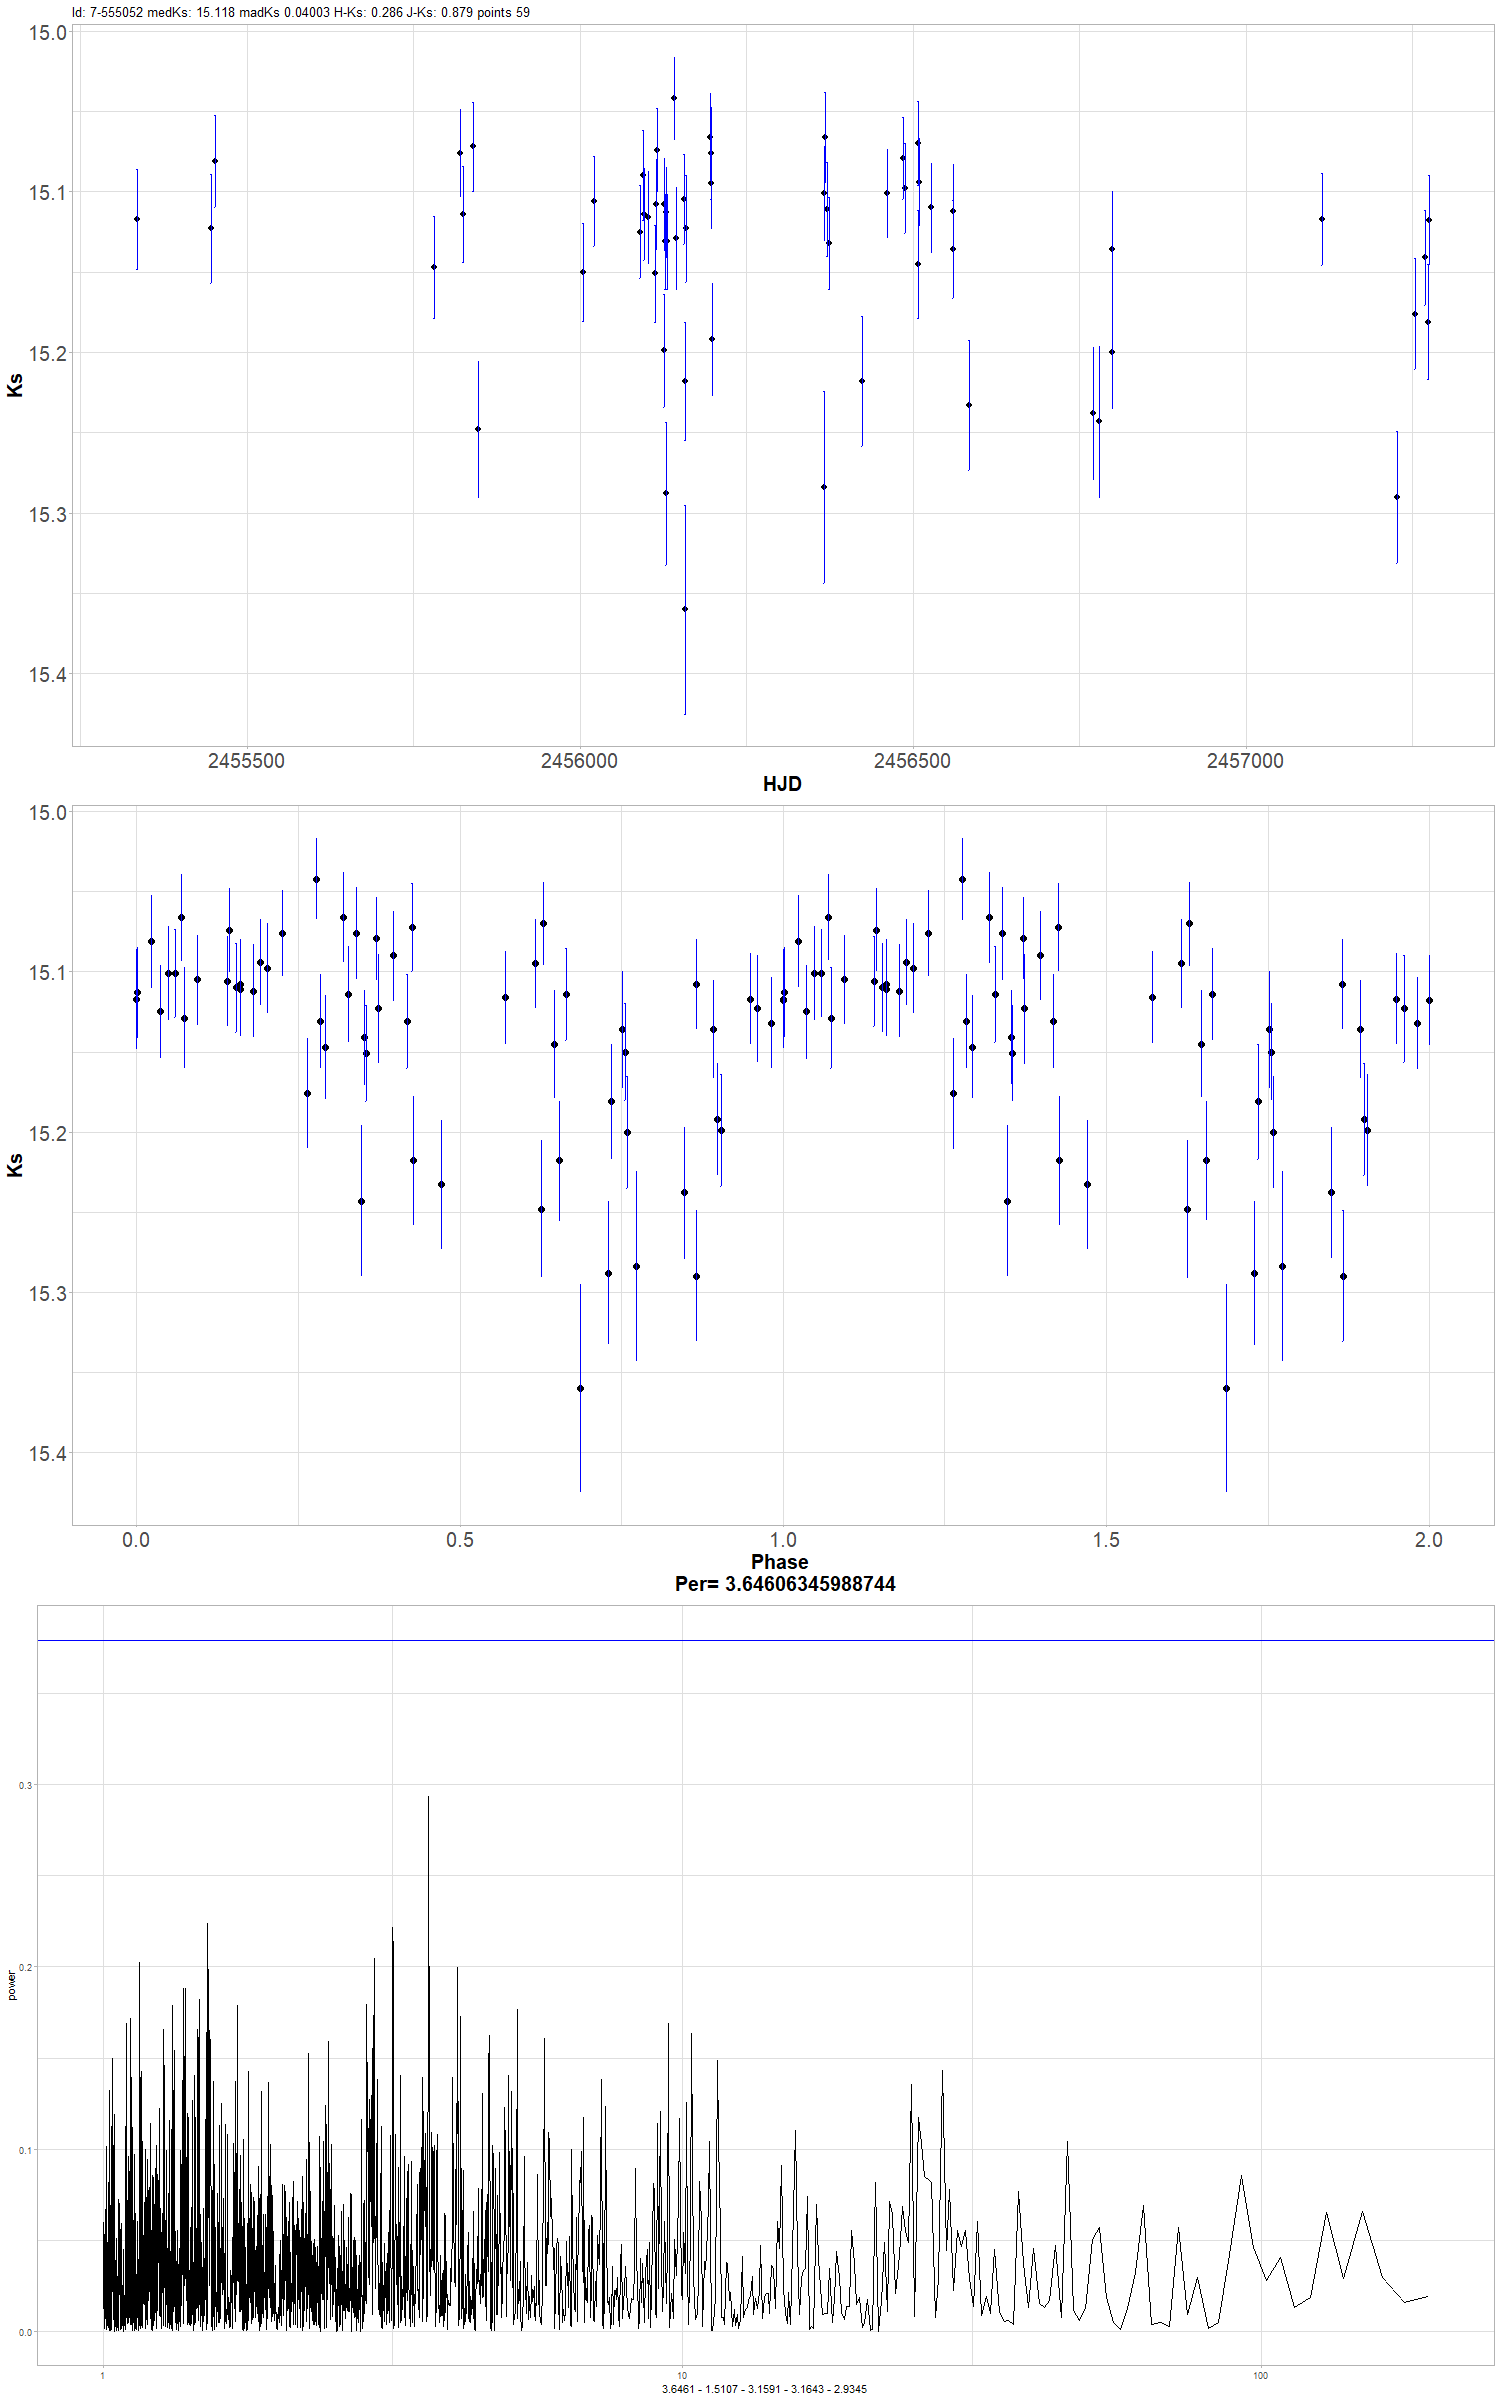 Id: 7-555052 medKs: 15.118 madKs 0.04003 H-Ks: 0.286 J-Ks: 0.879 points 59
15.0
15.1
15.2
15.3
15.4
Ks
2455500 2456000 2456500 2457000
HJD
15.0
15.1
15.2
15.3
15.4
Ks
0.0 0.5 1.0 1.5 2.0
Phase
Per= 3.64606345988744
0.3
0.2
0.1
0.0
power
1 10 100
3.6461 - 1.5107 - 3.1591 - 3.1643 - 2.9345